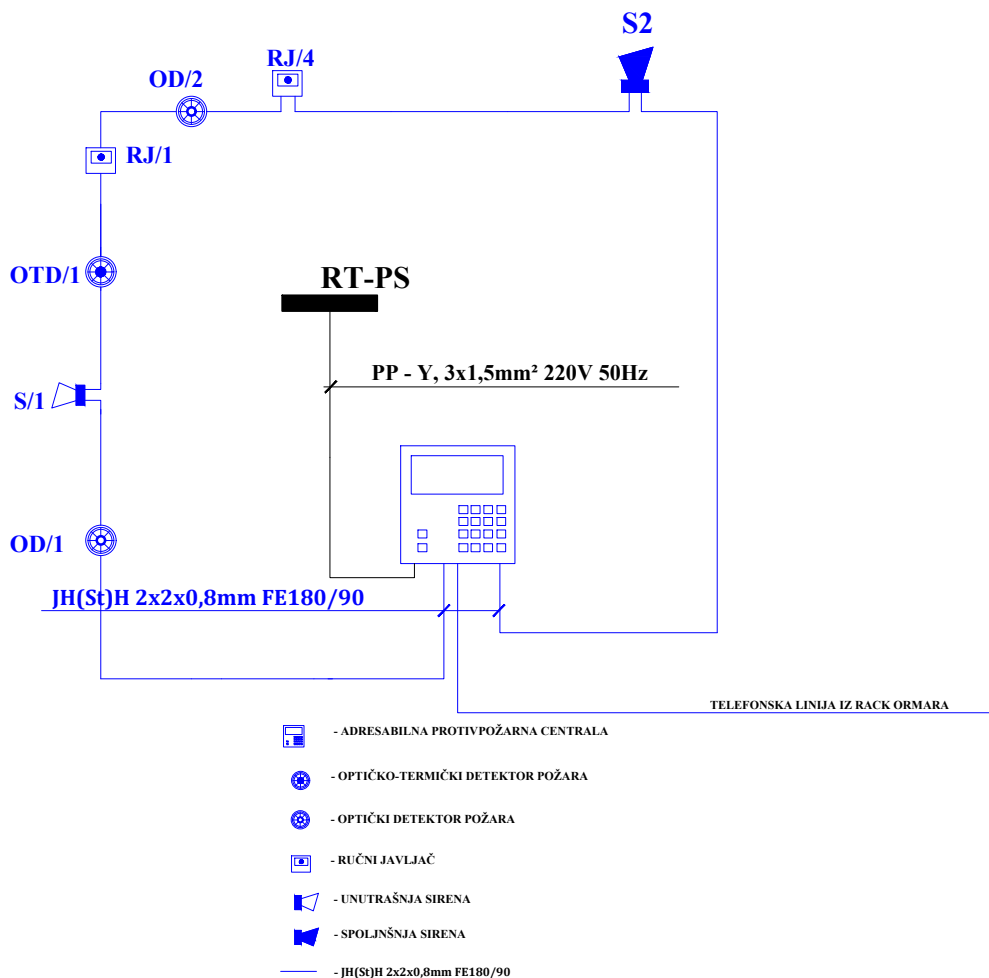 S2
RJ/4
OD/2
RJ/1
OTD/1
RT-PS
PP - Y, 3x1,5mm² 220V 50Hz
S/1
OD/1
JH(St)H 2x2x0,8mm FE180/90
TELEFONSKA LINIJA IZ RACK ORMARA
- ADRESABILNA PROTIVPOŽARNA CENTRALA
- OPTIČKO-TERMIČKI DETEKTOR POŽARA
- OPTIČKI DETEKTOR POŽARA
- RUČNI JAVLJAČ
- UNUTRAŠNJA SIRENA
- SPOLJNŠNJA SIRENA
- JH(St)H 2x2x0,8mm FE180/90